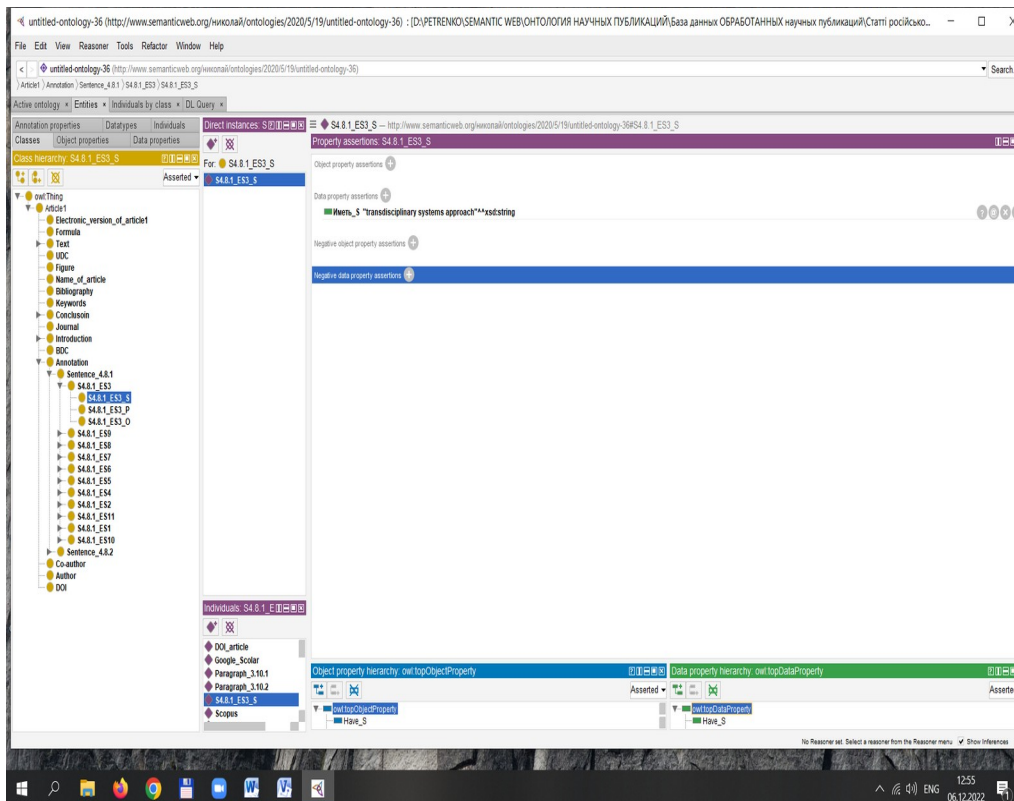 untitled-ontology-36 (http://www.semanticweb.org/николай/ontologies/2020/5/19/untitled-ontology-36) : [D:\PETRENKO\SEMANTIC WEB\ОНТОЛОГИЯ НАУЧНЫХ ПУБЛИКАЦИЙ\База данных ОБРАБОТАННЫХ научных публикаций\Статті російсько...
File Edit View Reasoner Tools Refactor Window Help
untitled-ontology-36 (http://www.semanticweb.org/николай/ontologies/2020/5/19/untitled-ontology-36)
Search.
Article1 Annotation Sentence_4.8.1 S4.8.1_ES3 S4.8.1_ES3_S
Active ontology × Entities × Individuals by class × DL Query ×
Annotation properties Datatypes Individuals
Classes Object properties Data properties
Class hierarchy: S4.8.1_ES3_S
Asserted
owl:Thing
Article1
Electronic_version_of_article1
Formula
Text
UDC
Figure
Name_of_article
Bibliography
Keywords
Conclusoin
Journal
Introduction
BDC
Annotation
Sentence_4.8.1
S4.8.1_ES3
S4.8.1_ES3_S
S4.8.1_ES3_P
S4.8.1_ES3_O
S4.8.1_ES9
S4.8.1_ES8
S4.8.1_ES7
S4.8.1_ES6
S4.8.1_ES5
S4.8.1_ES4
S4.8.1_ES2
S4.8.1_ES11
S4.8.1_ES1
S4.8.1_ES10
Sentence_4.8.2
Co-author
Author
DOI
Direct instances: S
For: S4.8.1_ES3_S
S4.8.1_ES3_S
Individuals: S4.8.1_E
DOI_article
Google_Scolar
Paragraph_3.10.1
Paragraph_3.10.2
S4.8.1_ES3_S
Scopus
S4.8.1_ES3_S — http://www.semanticweb.org/николай/ontologies/2020/5/19/untitled-ontology-36#S4.8.1_ES3_S
Property assertions: S4.8.1_ES3_S
Object property assertions
Data property assertions
Иметь_S "transdisciplinary systems approach"^^xsd:string
Negative object property assertions
Negative data property assertions
Object property hierarchy: owl:topObjectProperty
Asserted
owl:topObjectProperty
Have_S
Data property hierarchy: owl:topDataProperty
Asserte
owl:topDataProperty
Have_S
No Reasoner set. Select a reasoner from the Reasoner menu Show Inferences
ENG
12:55
06.12.2022